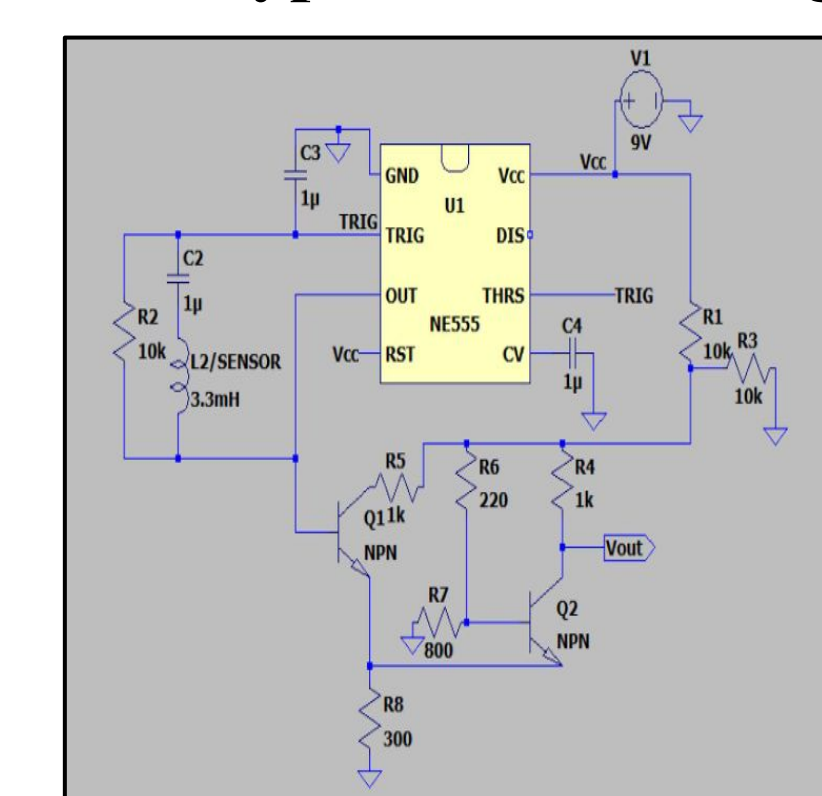 V1
9V
C3
1µ
Vcc
GND
Vcc
U1
TRIG
TRIG
DIS
C2
1µ
OUT
THRS
TRIG
NE555
R2
10k
L2/SENSOR
3.3mH
Vcc
RST
CV
C4
1µ
R1
10k
R3
10k
R5
1k
R6
220
R4
1k
Q1
NPN
Vout
R7
800
Q2
NPN
R8
300